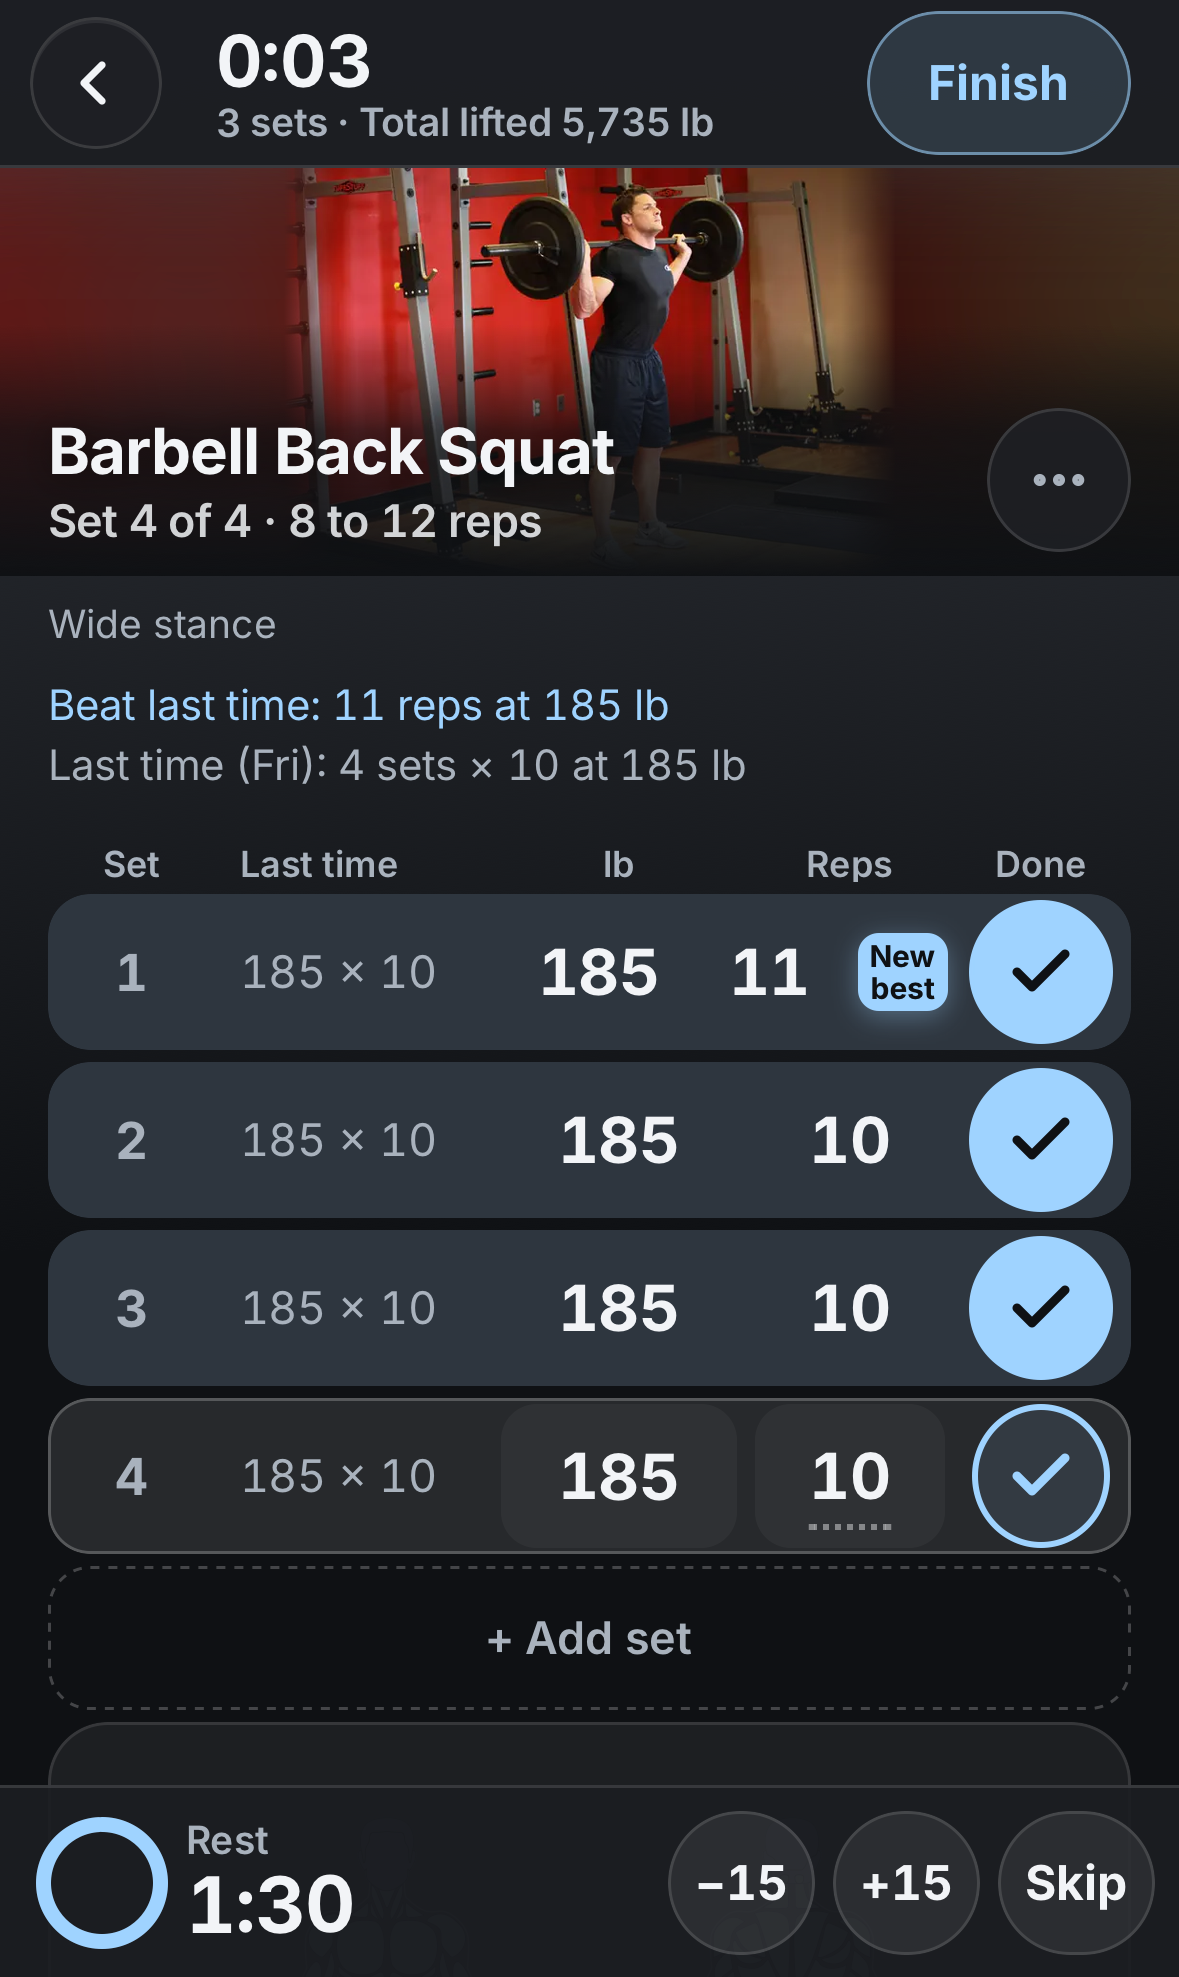 0:03
3 sets · Total lifted 5,735 lb
Finish
Barbell Back Squat
Set 4 of 4 · 8 to 12 reps
Wide stance
Beat last time: 11 reps at 185 lb
Last time (Fri): 4 sets × 10 at 185 lb
Set Last time lb Reps Done
1 185 × 10 185 11 New best
2 185 × 10 185 10
3 185 × 10 185 10
4 185 × 10 185 10
+ Add set
Rest
1:30
−15 +15 Skip